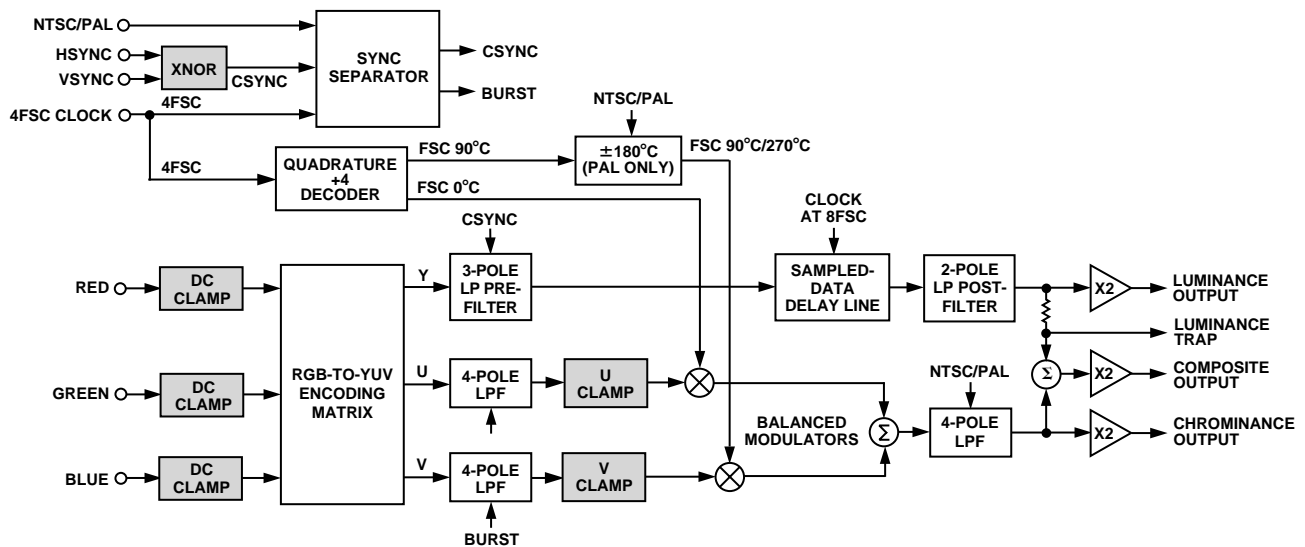 NTSC/PAL
HSYNC
VSYNC
XNOR
CSYNC
4FSC CLOCK
4FSC
SYNC
SEPARATOR
CSYNC
BURST
4FSC
QUADRATURE
+4
DECODER
FSC 90°C
FSC 0°C
NTSC/PAL
±180°C
(PAL ONLY)
FSC 90°C/270°C
CSYNC
CLOCK
AT 8FSC
RED
DC
CLAMP
GREEN
DC
CLAMP
BLUE
DC
CLAMP
RGB-TO-YUV
ENCODING
MATRIX
Y
3-POLE
LP PRE-
FILTER
SAMPLED-
DATA
DELAY LINE
2-POLE
LP POST-
FILTER
X2
LUMINANCE
OUTPUT
LUMINANCE
TRAP
U
4-POLE
LPF
U
CLAMP
NTSC/PAL
Σ
X2
COMPOSITE
OUTPUT
BALANCED
MODULATORS
Σ
4-POLE
LPF
X2
CHROMINANCE
OUTPUT
V
4-POLE
LPF
V
CLAMP
BURST